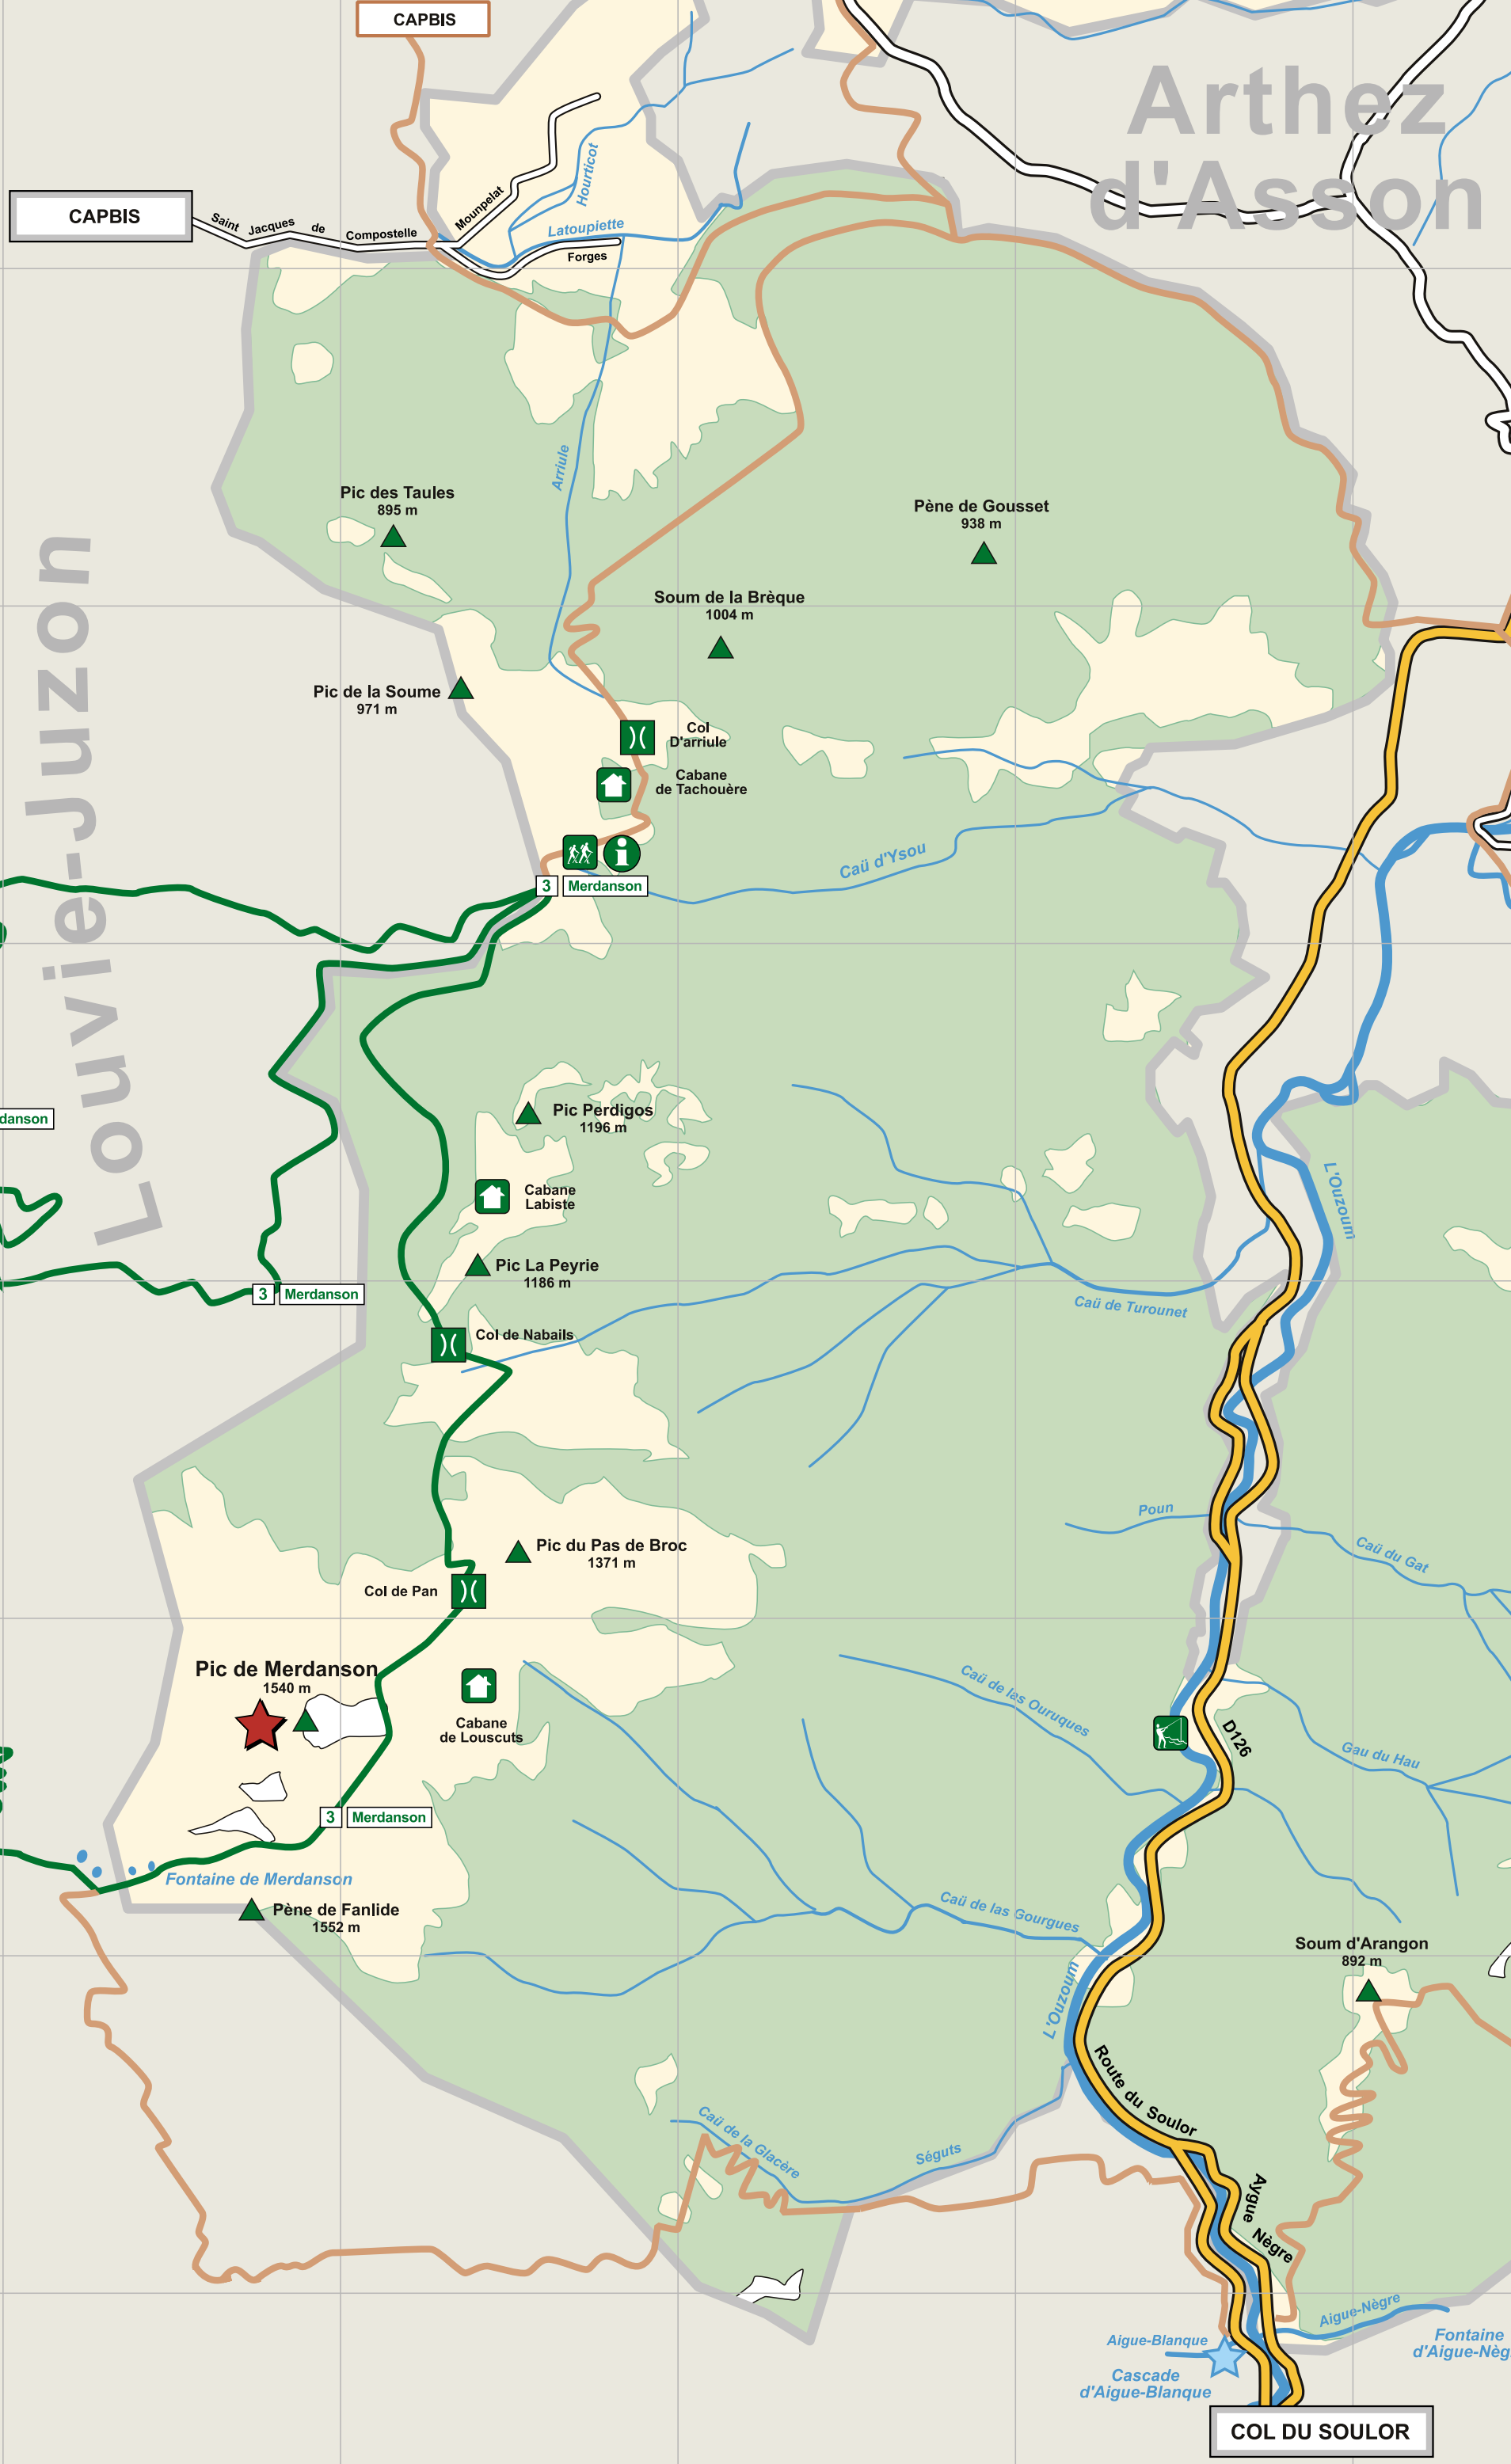 CAPBIS
Arthez
d'Asson
CAPBIS
Saint Jacques de Compostelle
Mounpelat
Hourticot
Latoupiette
Forges
Arriule
Pic des Taules
895 m
Pène de Gousset
938 m
Soum de la Brèque
1004 m
Louvie-Juzon
Pic de la Soume
971 m
Col
D'arriule
Cabane
de Tachouère
Caü d'Ysou
3 Merdanson
danson
Pic Perdigos
1196 m
Cabane
Labiste
L'Ouzoum
Pic La Peyrie
1186 m
3 Merdanson
Caü de Turounet
Col de Nabails
Poun
Caü du Gat
Pic du Pas de Broc
1371 m
Col de Pan
Pic de Merdanson
1540 m
Caü de las Ouruques
Cabane
de Louscuts
D126
Gau du Hau
3 Merdanson
Fontaine de Merdanson
Pène de Fanlide
1552 m
Caü de las Gourgues
Soum d'Arangon
892 m
L'Ouzoum
Route du Soulor
Caü de la Glacère
Séguts
Aygue
Nègre
Aigue-Nègre
Aigue-Blanque
Fontaine
d'Aigue-Nèg
Cascade
d'Aigue-Blanque
COL DU SOULOR